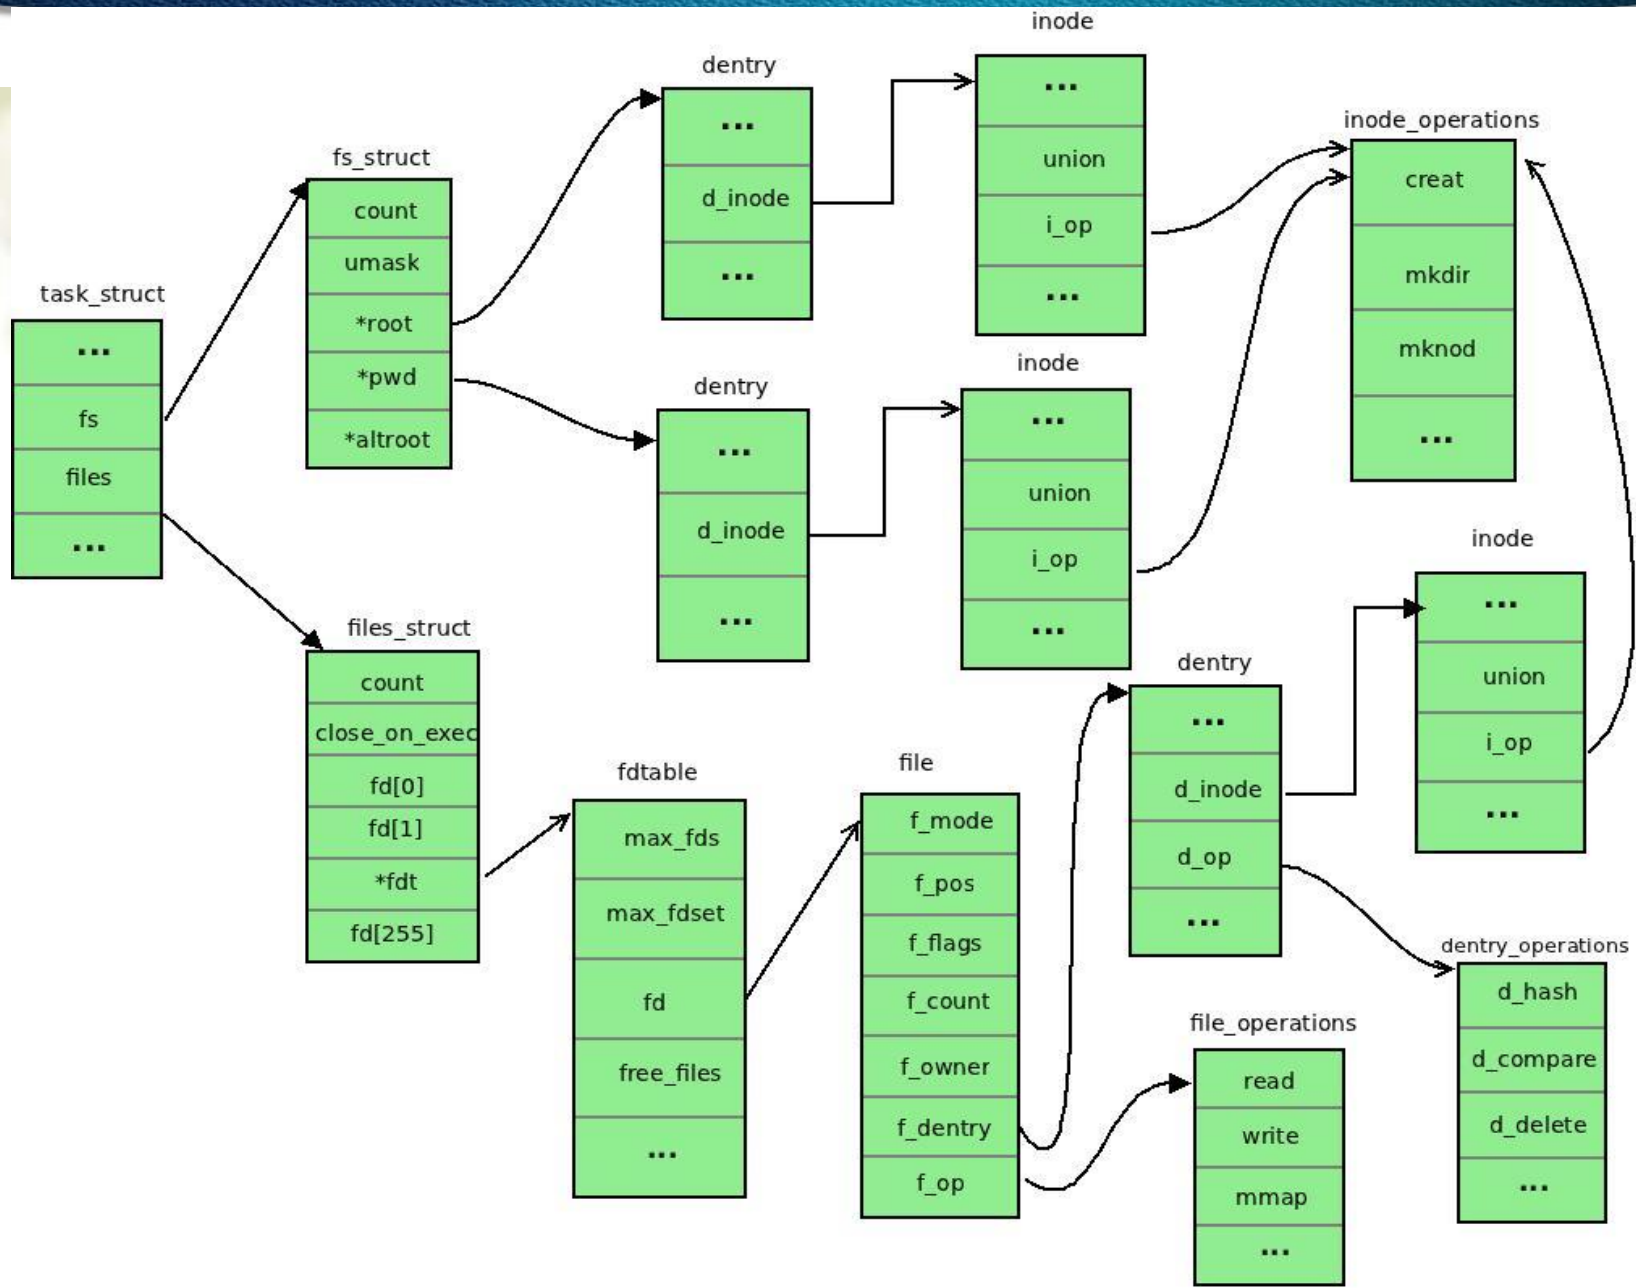 task_struct
...
fs
files
...
fs_struct
count
umask
*root
*pwd
*altroot
dentry
...
d_inode
...
inode
...
union
i_op
...
inode_operations
creat
mkdir
mknod
...
dentry
...
d_inode
...
inode
...
union
i_op
...
files_struct
count
close_on_exec
fd[0]
fd[1]
*fdt
fd[255]
fdtable
max_fds
max_fdset
fd
free_files
...
file
f_mode
f_pos
f_flags
f_count
f_owner
f_dentry
f_op
dentry
...
d_inode
d_op
...
inode
...
union
i_op
...
file_operations
read
write
mmap
...
dentry_operations
d_hash
d_compare
d_delete
...